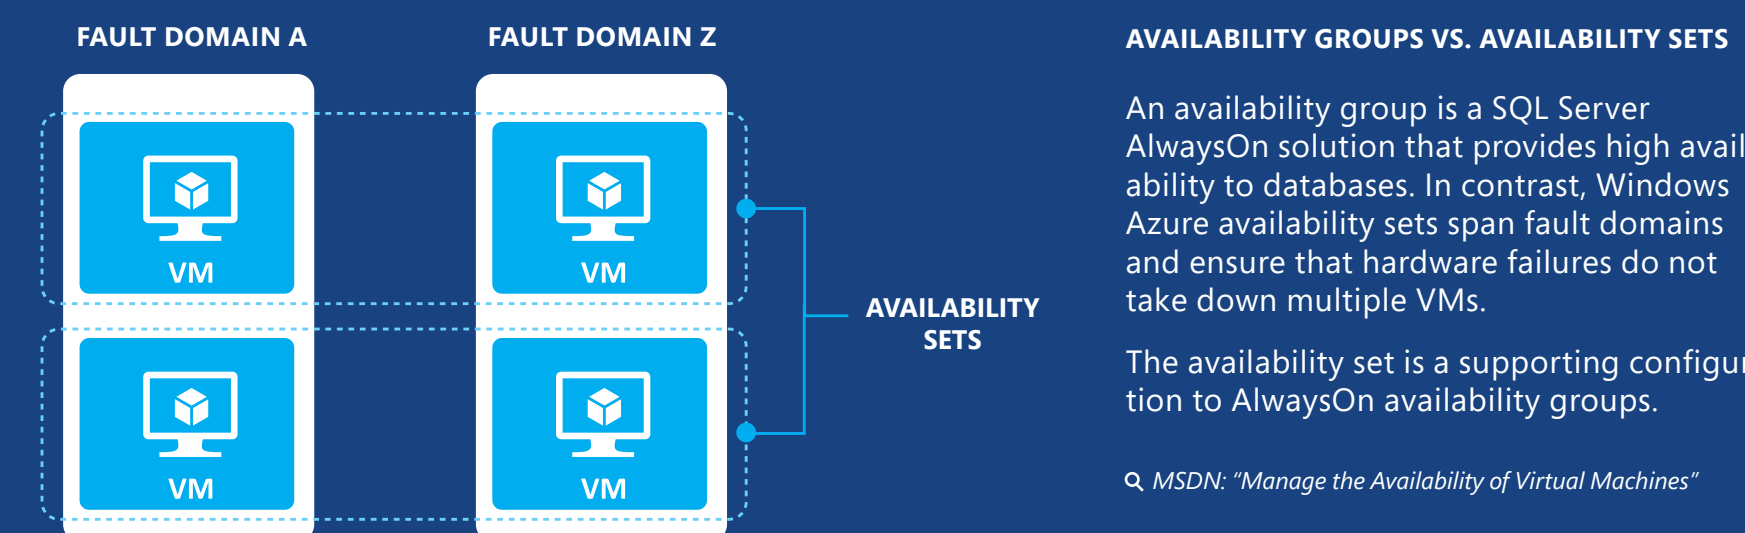 FAULT DOMAIN A
FAULT DOMAIN Z
VM
VM
VM
VM
AVAILABILITY
SETS
AVAILABILITY GROUPS VS. AVAILABILITY SETS
An availability group is a SQL Server
AlwaysOn solution that provides high avail
ability to databases. In contrast, Windows
Azure availability sets span fault domains
and ensure that hardware failures do not
take down multiple VMs.
The availability set is a supporting configur
tion to AlwaysOn availability groups.
MSDN: “Manage the Availability of Virtual Machines”